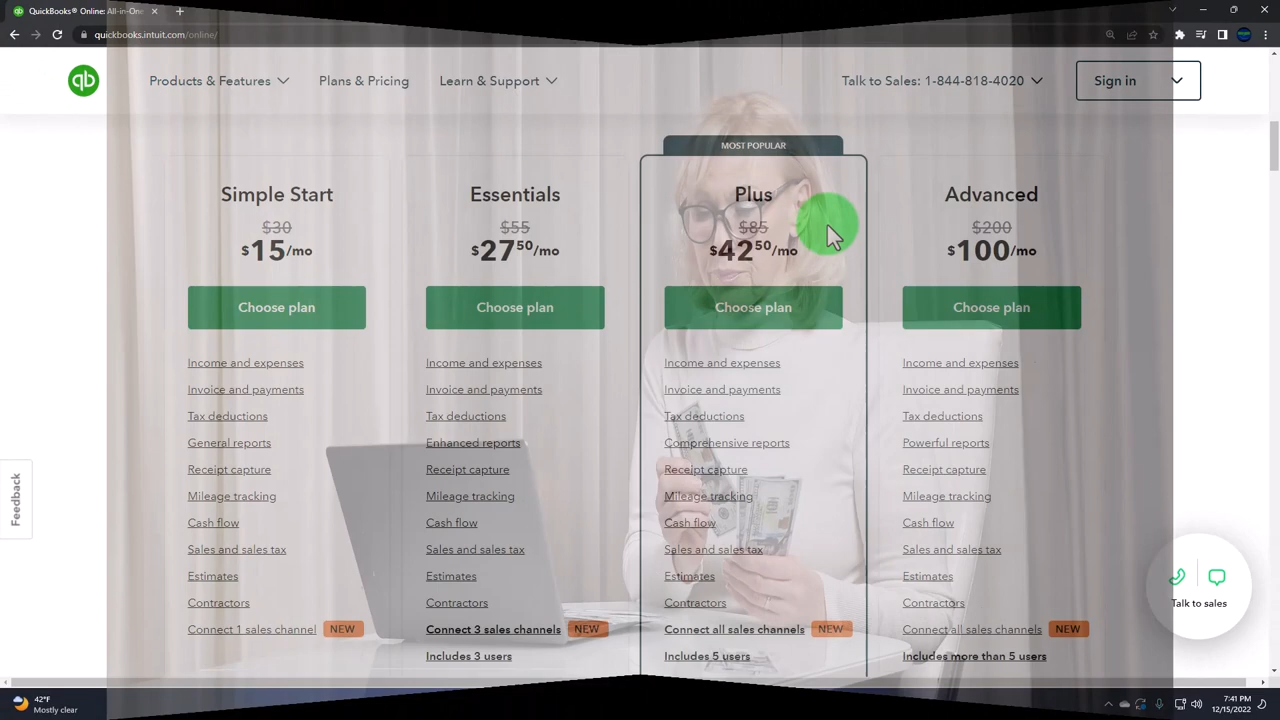 QuickBooks® Online: All-in-One
quickbooks.intuit.com/online/
qb
Products & Features
Plans & Pricing
Learn & Support
Talk to Sales: 1-844-818-4020
Sign in
MOST POPULAR
Simple Start
$30
$15/mo
Choose plan
Income and expenses
Invoice and payments
Tax deductions
General reports
Receipt capture
Mileage tracking
Cash flow
Sales and sales tax
Estimates
Contractors
Connect 1 sales channel NEW
Essentials
$55
$27⁵⁰/mo
Choose plan
Income and expenses
Invoice and payments
Tax deductions
Enhanced reports
Receipt capture
Mileage tracking
Cash flow
Sales and sales tax
Estimates
Contractors
Connect 3 sales channels NEW
Includes 3 users
Plus
$85
$42⁵⁰/mo
Choose plan
Income and expenses
Invoice and payments
Tax deductions
Comprehensive reports
Receipt capture
Mileage tracking
Cash flow
Sales and sales tax
Estimates
Contractors
Connect all sales channels NEW
Includes 5 users
Advanced
$200
$100/mo
Choose plan
Income and expenses
Invoice and payments
Tax deductions
Powerful reports
Receipt capture
Mileage tracking
Cash flow
Sales and sales tax
Estimates
Contractors
Connect all sales channels NEW
Includes more than 5 users
Feedback
Talk to sales
42°F
Mostly clear
7:41 PM
12/15/2022